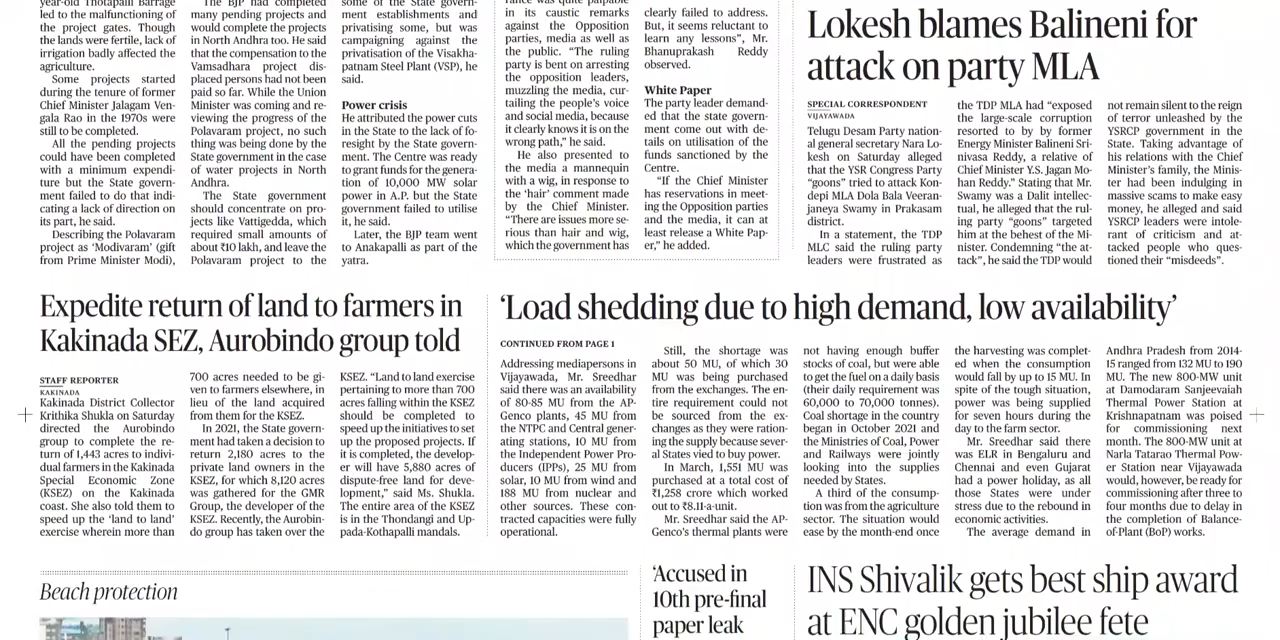 year-old Thotapalli Barrage
led to the malfunctioning of
the project gates. Though
the lands were fertile, lack of
irrigation badly affected the
agriculture.
Some projects started
during the tenure of former
Chief Minister Jalagam Ven-
gala Rao in the 1970s were
still to be completed.
All the pending projects
could have been completed
with a minimum expendi-
ture but the State govern-
ment failed to do that indi-
cating a lack of direction on
its part, he said.
Describing the Polavaram
project as ‘Modivaram’ (gift
from Prime Minister Modi),
The BJP had completed
many pending projects and
would complete the projects
in North Andhra too. He said
that the compensation to the
Vamsadhara project dis-
placed persons had not been
paid so far. While the Union
Minister was coming and re-
viewing the progress of the
Polavaram project, no such
thing was being done by the
State government in the case
of water projects in North
Andhra.
The State government
should concentrate on pro-
jects like Vattigedda, which
required small amounts of
about ₹10 lakh, and leave the
Polavaram project to the
some of the State govern-
ment establishments and
privatising some, but was
campaigning against the
privatisation of the Visakha-
patnam Steel Plant (VSP), he
said.
Power crisis
He attributed the power cuts
in the State to the lack of fo-
resight by the State govern-
ment. The Centre was ready
to grant funds for the genera-
tion of 10,000 MW solar
power in A.P. but the State
government failed to utilise
it, he said.
Later, the BJP team went
to Anakapalli as part of the
yatra.
rance was quite palpable
in its caustic remarks
against the Opposition
parties, media as well as
the public. “The ruling
party is bent on arresting
the opposition leaders,
muzzling the media, cur-
tailing the people’s voice
and social media, because
it clearly knows it is on the
wrong path,” he said.
He also presented to
the media a mannequin
with a wig, in response to
the ‘hair’ comment made
by the Chief Minister.
“There are issues more se-
rious than hair and wig,
which the government has
clearly failed to address.
But, it seems reluctant to
learn any lessons”, Mr.
Bhanuprakash Reddy
observed.
White Paper
The party leader demand-
ed that the state govern-
ment come out with de-
tails on utilisation of the
funds sanctioned by the
Centre.
“If the Chief Minister
has reservations in meet-
ing the Opposition parties
and the media, it can at
least release a White Pap-
er,” he added.
Lokesh blames Balineni for
attack on party MLA
SPECIAL CORRESPONDENT
VIJAYAWADA
Telugu Desam Party nation-
al general secretary Nara Lo-
kesh on Saturday alleged
that the YSR Congress Party
“goons” tried to attack Kon-
depi MLA Dola Bala Veeran-
janeya Swamy in Prakasam
district.
In a statement, the TDP
MLC said the ruling party
leaders were frustrated as
the TDP MLA had “exposed
the large-scale corruption
resorted to by by former
Energy Minister Balineni Sri-
nivasa Reddy, a relative of
Chief Minister Y.S. Jagan Mo-
han Reddy.” Stating that Mr.
Swamy was a Dalit intellec-
tual, he alleged that the rul-
ing party “goons” targeted
him at the behest of the Mi-
nister. Condemning “the at-
tack”, he said the TDP would
not remain silent to the reign
of terror unleashed by the
YSRCP government in the
State. Taking advantage of
his relations with the Chief
Minister’s family, the Minis-
ter had been indulging in
massive scams to make easy
money, he alleged and said
YSRCP leaders were intole-
rant of criticism and at-
tacked people who ques-
tioned their “misdeeds”.
Expedite return of land to farmers in
Kakinada SEZ, Aurobindo group told
STAFF REPORTER
KAKINADA
Kakinada District Collector
Krithika Shukla on Saturday
directed the Aurobindo
group to complete the re-
turn of 1,443 acres to indivi-
dual farmers in the Kakinada
Special Economic Zone
(KSEZ) on the Kakinada
coast. She also told them to
speed up the ‘land to land’
exercise wherein more than
700 acres needed to be gi-
ven to farmers elsewhere, in
lieu of the land acquired
from them for the KSEZ.
In 2021, the State govern-
ment had taken a decision to
return 2,180 acres to the
private land owners in the
KSEZ, for which 8,120 acres
was gathered for the GMR
Group, the developer of the
KSEZ. Recently, the Aurobin-
do group has taken over the
KSEZ. “Land to land exercise
pertaining to more than 700
acres falling within the KSEZ
should be completed to
speed up the initiatives to set
up the proposed projects. If
it is completed, the develop-
er will have 5,880 acres of
dispute-free land for deve-
lopment,” said Ms. Shukla.
The entire area of the KSEZ
is in the Thondangi and Up-
pada-Kothapalli mandals.
‘Load shedding due to high demand, low availability’
CONTINUED FROM PAGE 1
Addressing mediapersons in
Vijayawada, Mr. Sreedhar
said there was an availability
of 80-85 MU from the AP-
Genco plants, 45 MU from
the NTPC and Central gener-
ating stations, 10 MU from
the Independent Power Pro-
ducers (IPPs), 25 MU from
solar, 10 MU from wind and
188 MU from nuclear and
other sources. These con-
tracted capacities were fully
operational.
Still, the shortage was
about 50 MU, of which 30
MU was being purchased
from the exchanges. The en-
tire requirement could not
be sourced from the ex-
changes as they were ration-
ing the supply because sever-
al States vied to buy power.
In March, 1,551 MU was
purchased at a total cost of
₹1,258 crore which worked
out to ₹8.11-a-unit.
Mr. Sreedhar said the AP-
Genco’s thermal plants were
not having enough buffer
stocks of coal, but were able
to get the fuel on a daily basis
(their daily requirement was
60,000 to 70,000 tonnes).
Coal shortage in the country
began in October 2021 and
the Ministries of Coal, Power
and Railways were jointly
looking into the supplies
needed by States.
A third of the consump-
tion was from the agriculture
sector. The situation would
ease by the month-end once
the harvesting was complet-
ed when the consumption
would fall by up to 15 MU. In
spite of the tough situation,
power was being supplied
for seven hours during the
day to the farm sector.
Mr. Sreedhar said there
was ELR in Bengaluru and
Chennai and even Gujarat
had a power holiday, as all
those States were under
stress due to the rebound in
economic activities.
The average demand in
Andhra Pradesh from 2014-
15 ranged from 132 MU to 190
MU. The new 800-MW unit
at Damodaram Sanjeevaiah
Thermal Power Station at
Krishnapatnam was poised
for commissioning next
month. The 800-MW unit at
Narla Tatarao Thermal Pow-
er Station near Vijayawada
would, however, be ready for
commissioning after three to
four months due to delay in
the completion of Balance-
of-Plant (BoP) works.
Beach protection
‘Accused in
10th pre-final
paper leak
INS Shivalik gets best ship award
at ENC golden jubilee fete